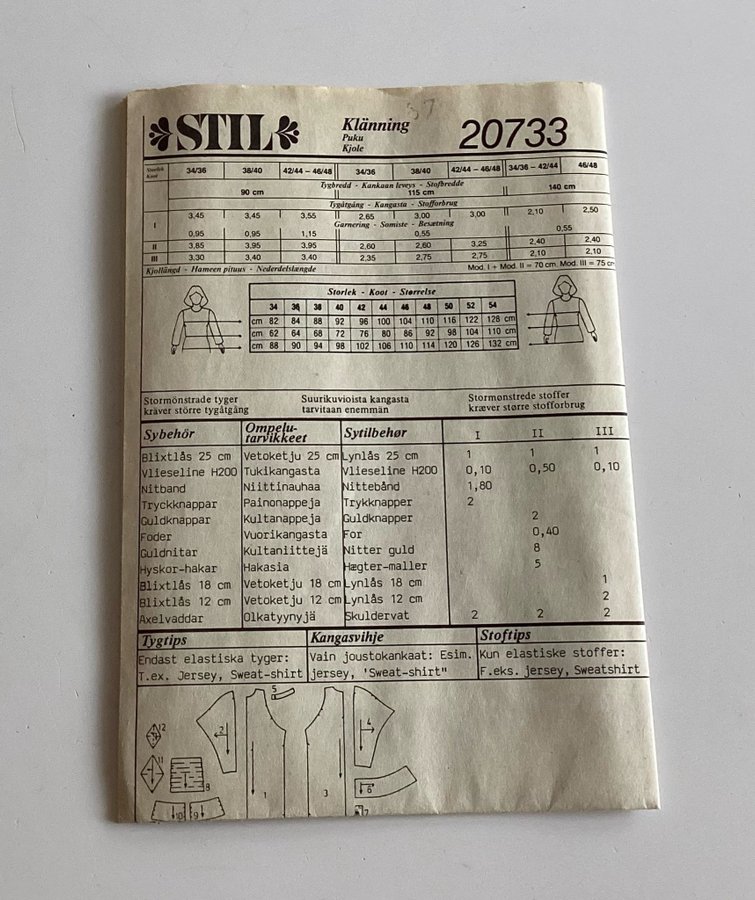 37
STIL
Klänning
Puku
Kjole
20733
Storlek 34/36 38/40 42/44 – 46/48 34/36 38/40 42/44 – 46/48 34/36 – 42/44 46/48
Koot
Tygbredd - Kankaan leveys - Stofbredde
90 cm 115 cm 140 cm
Tygåtgång - Kangasta - Stofforbrug
I 3,45 3,45 3,55 2,65 3,00 3,00 2,10 2,50
Garnering - Somiste - Besætning
0,95 0,95 1,15 0,55 0,55
II 3,85 3,95 3,95 2,60 2,60 3,25 2,40 2,40
III 3,30 3,40 3,40 2,35 2,75 2,75 2,10 2,10
Kjollängd - Hameen pituus - Nederdelslængde Mod. I + Mod. II = 70 cm. Mod. III = 75 cm
Storlek - Koot - Størrelse
34 36 38 40 42 44 46 48 50 52 54
cm 82 84 88 92 96 100 104 110 116 122 128 cm
cm 62 64 68 72 76 80 86 92 98 104 110 cm
cm 88 90 94 98 102 106 110 114 120 126 132 cm
Stormönstrade tyger Suurikuvioista kangasta Stormønstrede stoffer
kräver större tygåtgång tarvitaan enemmän kræver større stofforbrug
Sybehör Ompelu- Sytilbehør I II III
tarvikkeet
Blixtlås 25 cm Vetoketju 25 cm Lynlås 25 cm 1 1 1
Vlieseline H200 Tukikangasta Vlieseline H200 0,10 0,50 0,10
Nitband Niittinauhaa Nittebånd 1,80
Tryckknappar Painonappeja Trykknapper 2
Guldknappar Kultanappeja Guldknapper 2
Foder Vuorikangasta For 0,40
Guldnitar Kultaniittejä Nitter guld 8
Hyskor-hakar Hakasia Hægter-maller 5
Blixtlås 18 cm Vetoketju 18 cm Lynlås 18 cm 1
Blixtlås 12 cm Vetoketju 12 cm Lynlås 12 cm 2
Axelvaddar Olkatyynyjä Skuldervat 2 2 2
Tygtips Kangasvihje Stoftips
Endast elastiska tyger: Vain joustokankaat: Esim. Kun elastiske stoffer:
T.ex. Jersey, Sweat-shirt jersey, 'Sweat-shirt" F.eks. jersey, Sweatshirt
5
12 2 4
11 8 1 3 6
10 9 7